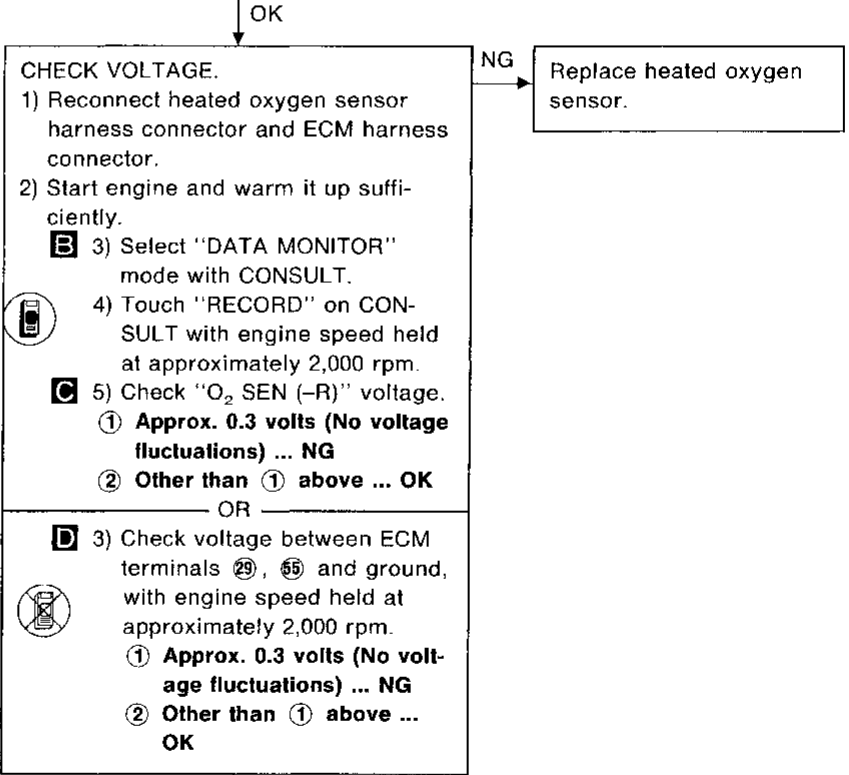 OK
CHECK VOLTAGE.
1) Reconnect heated oxygen sensor
harness connector and ECM harness
connector.
2) Start engine and warm it up suffi-
ciently.
B 3) Select "DATA MONITOR"
mode with CONSULT.
4) Touch "RECORD" on CON-
SULT with engine speed held
at approximately 2,000 rpm.
C 5) Check "O₂ SEN (–R)" voltage.
① Approx. 0.3 volts (No voltage
fluctuations) ... NG
② Other than ① above ... OK
OR
D 3) Check voltage between ECM
terminals ㉙, 55 and ground,
with engine speed held at
approximately 2,000 rpm.
① Approx. 0.3 volts (No volt-
age fluctuations) ... NG
② Other than ① above ...
OK
NG
Replace heated oxygen
sensor.